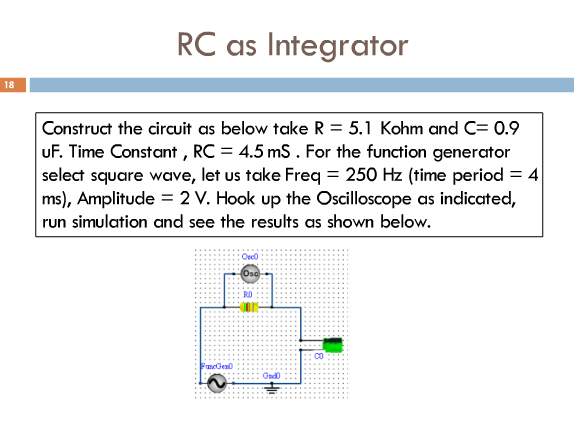 RC as Integrator
18
Construct the circuit as below take R = 5.1 Kohm and C= 0.9
uF. Time Constant , RC = 4.5 mS . For the function generator
select square wave, let us take Freq = 250 Hz (time period = 4
ms), Amplitude = 2 V. Hook up the Oscilloscope as indicated,
run simulation and see the results as shown below.
Osc0
Osc
R0
C0
FuncGen0
Gnd0